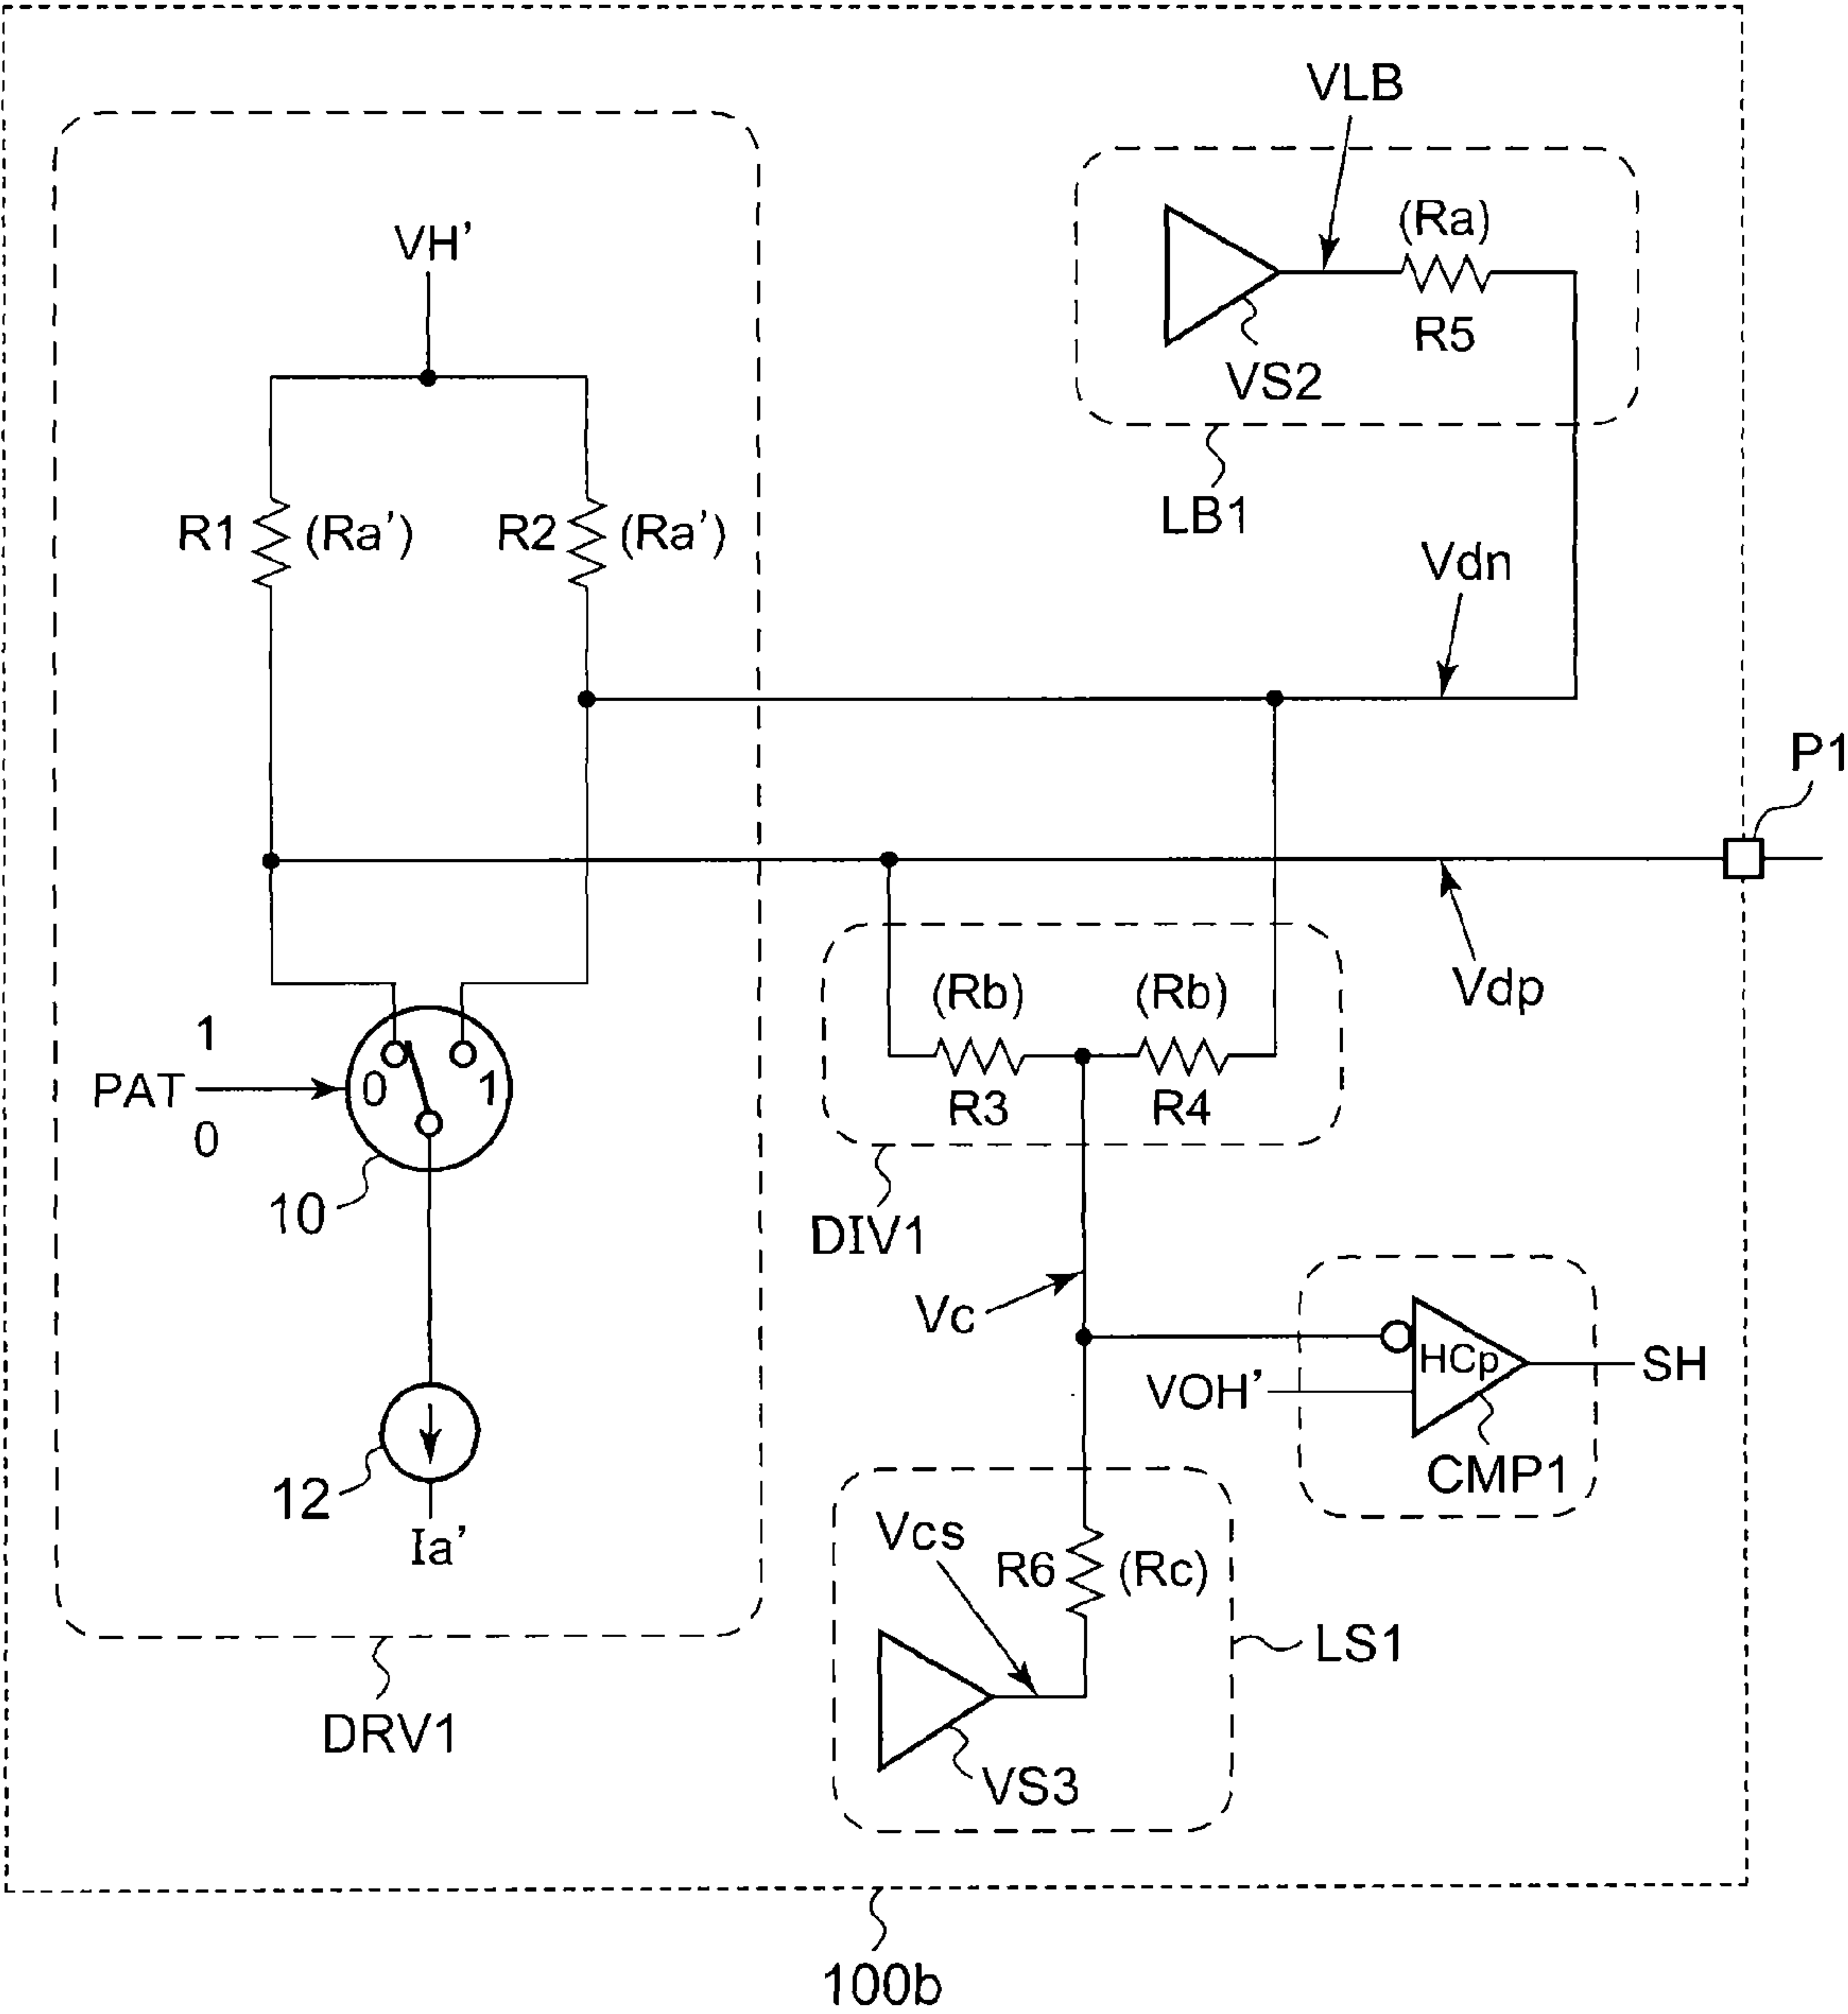 VLB
(Ra)
VH’
R5
VS2
LB1
R1 (Ra’) R2 (Ra’)
Vdn
P1
Vdp
(Rb) (Rb)
1
PAT 0 1
0
R3 R4
10
DIV1
Vc
HCp SH
VOH’
CMP1
12
Ia’
Vcs
R6 (Rc)
LS1
DRV1
VS3
100b